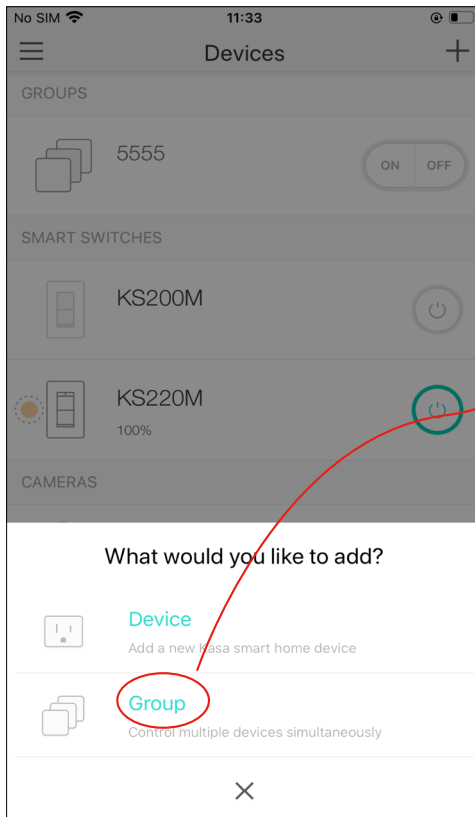 No SIM 11:33
Devices
GROUPS
5555
ON OFF
SMART SWITCHES
KS200M
KS220M
100%
CAMERAS
What would you like to add?
Device
Add a new Kasa smart home device
Group
Control multiple devices simultaneously